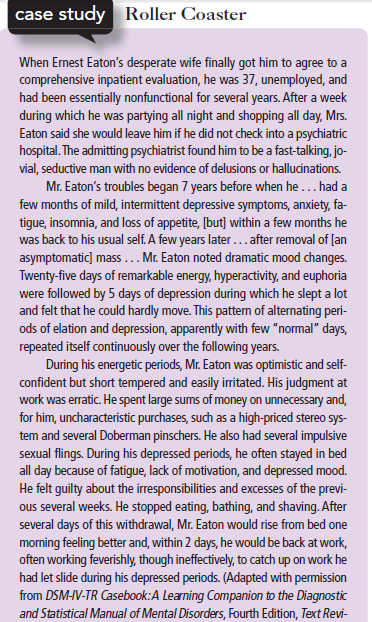 case study Roller Coaster
When Ernest Eaton's desperate wife finally got him to agree to a
comprehensive inpatient evaluation, he was 37, unemployed, and
had been essentially nonfunctional for several years. After a week
during which he was partying all night and shopping all day, Mrs.
Eaton said she would leave him if he did not check into a psychiatric
hospital. The admitting psychiatrist found him to be a fast-talking, jo-
vial, seductive man with no evidence of delusions or hallucinations.
Mr. Eaton's troubles began 7 years before when he . . . had a
few months of mild, intermittent depressive symptoms, anxiety, fa-
tigue, insomnia, and loss of appetite, [but] within a few months he
was back to his usual self. A few years later . . . after removal of [an
asymptomatic] mass . . . Mr. Eaton noted dramatic mood changes.
Twenty-five days of remarkable energy, hyperactivity, and euphoria
were followed by 5 days of depression during which he slept a lot
and felt that he could hardly move. This pattern of alternating peri-
ods of elation and depression, apparently with few "normal" days,
repeated itself continuously over the following years.
During his energetic periods, Mr. Eaton was optimistic and self-
confident but short tempered and easily irritated. His judgment at
work was erratic. He spent large sums of money on unnecessary and,
for him, uncharacteristic purchases, such as a high-priced stereo sys-
tem and several Doberman pinschers. He also had several impulsive
sexual flings. During his depressed periods, he often stayed in bed
all day because of fatigue, lack of motivation, and depressed mood.
He felt guilty about the irresponsibilities and excesses of the previ-
ous several weeks. He stopped eating, bathing, and shaving. After
several days of this withdrawal, Mr. Eaton would rise from bed one
morning feeling better and, within 2 days, he would be back at work,
often working feverishly, though ineffectively, to catch up on work he
had let slide during his depressed periods. (Adapted with permission
from DSM-IV-TR Casebook: A Learning Companion to the Diagnostic
and Statistical Manual of Mental Disorders, Fourth Edition, Text Revi-